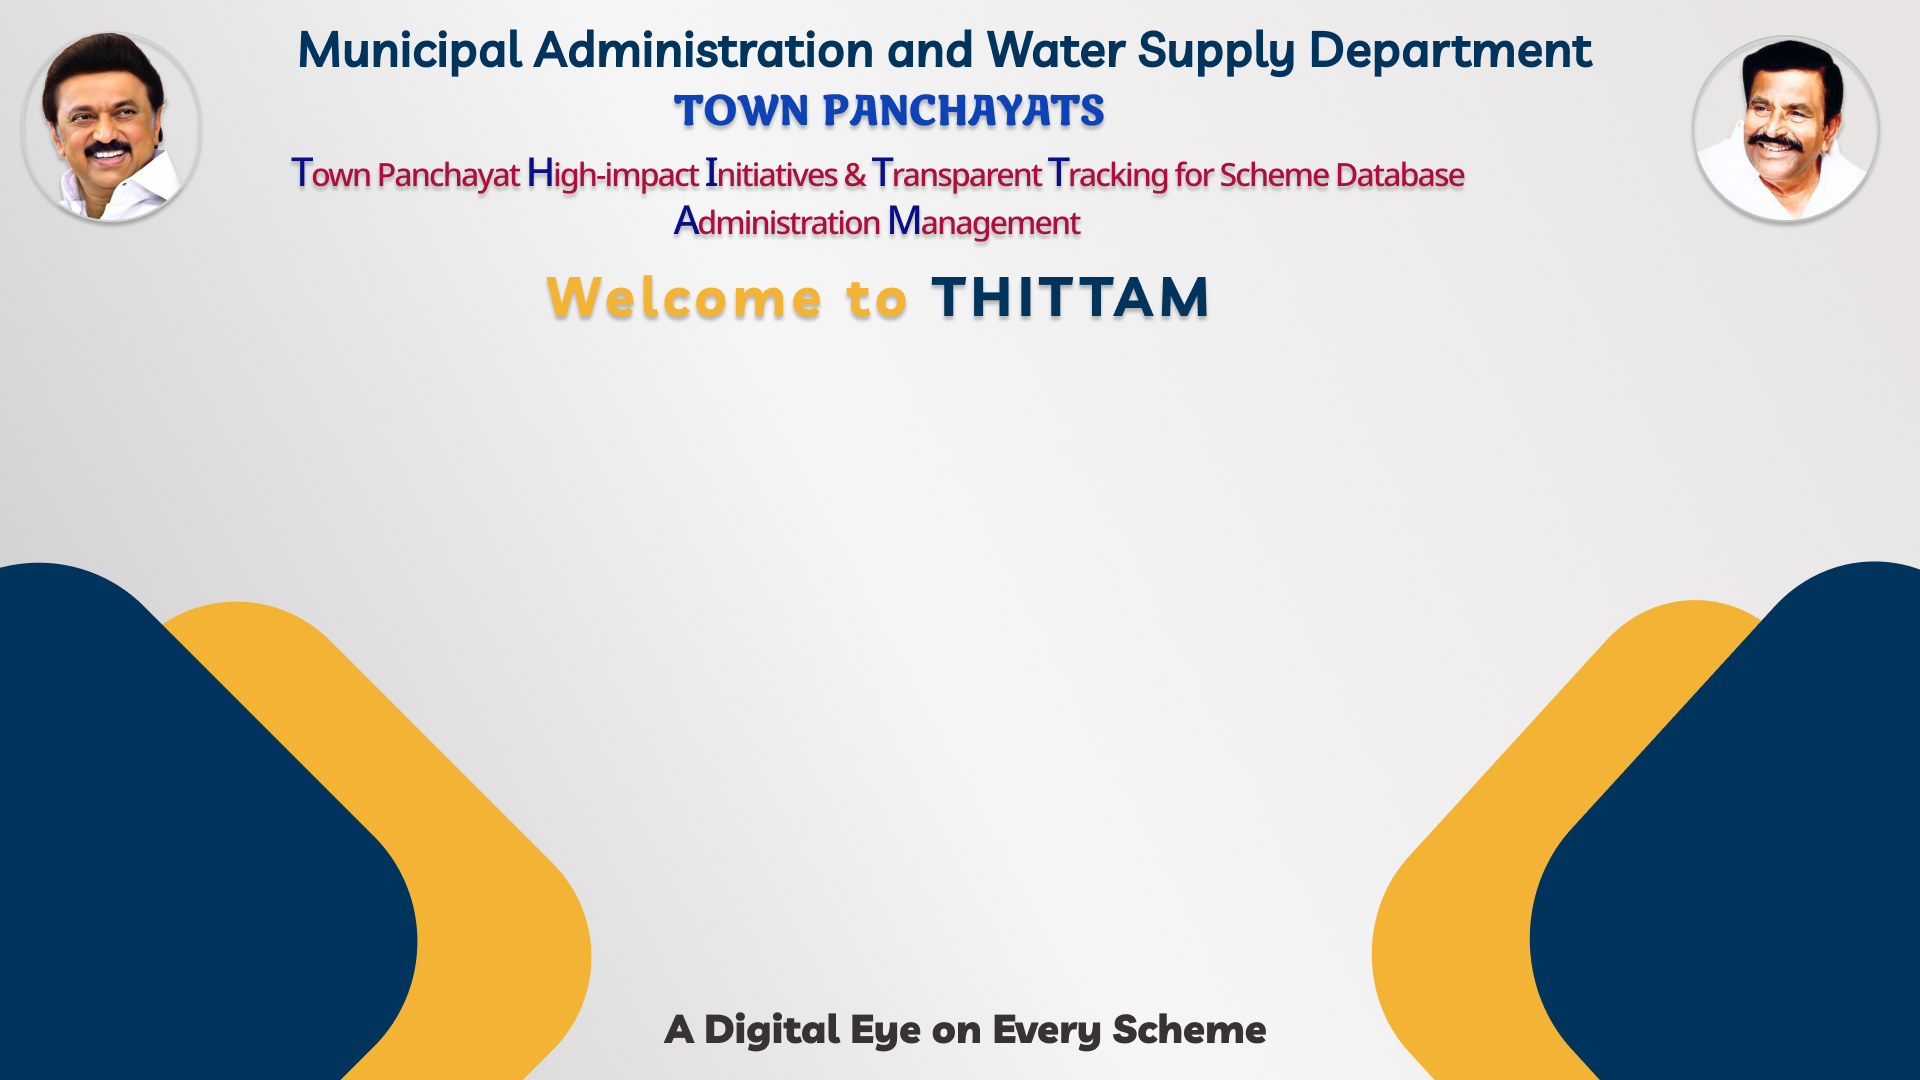 Municipal Administration and Water Supply Department
TOWN PANCHAYATS
Town Panchayat High-impact Initiatives & Transparent Tracking for Scheme Database
Administration Management
Welcome to THITTAM
A Digital Eye on Every Scheme